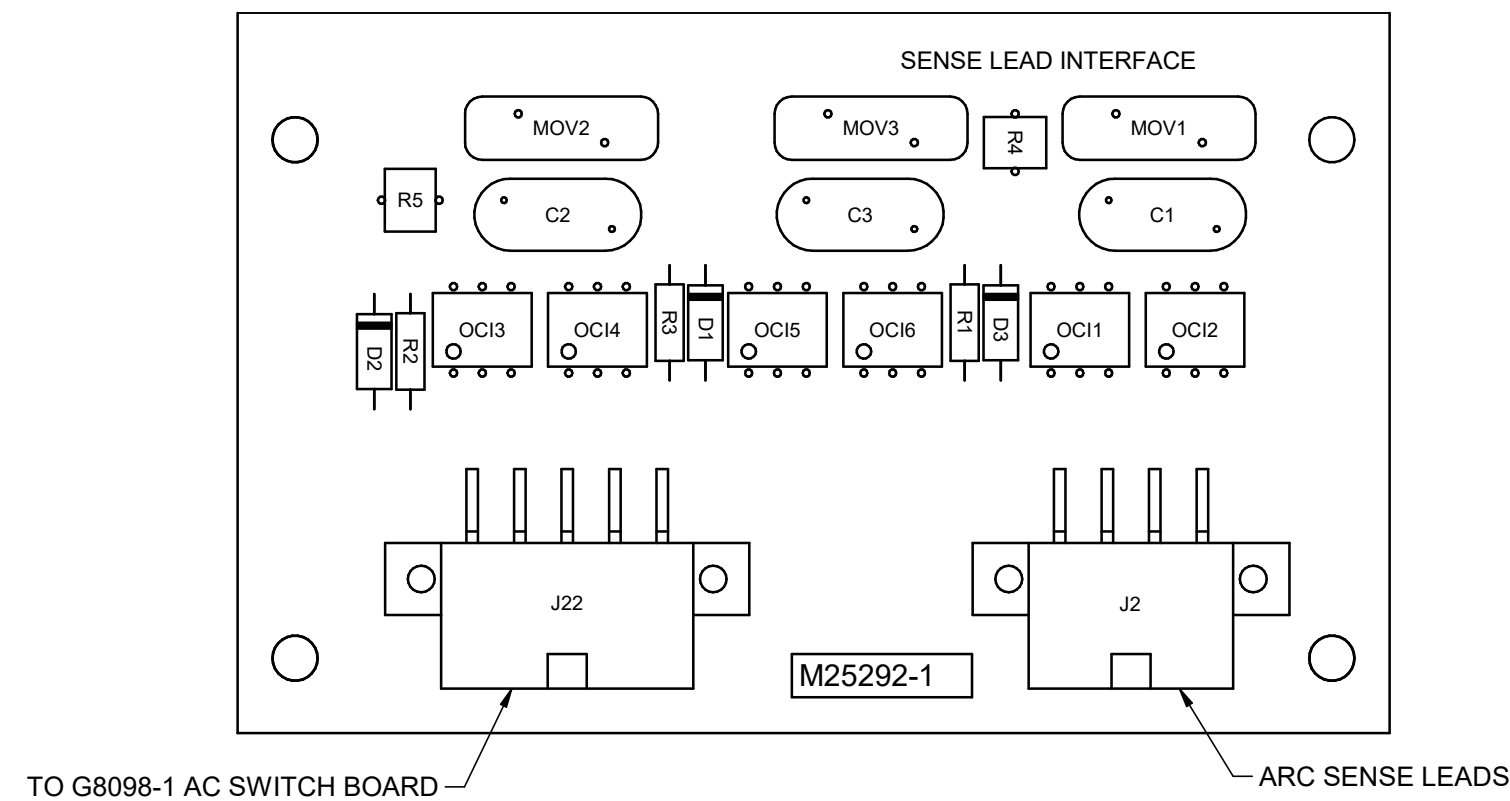 SENSE LEAD INTERFACE
MOV2
MOV3
R4
MOV1
R5
C2
C3
C1
D2
R2
OCI3
OCI4
R3
D1
OCI5
OCI6
R1
D3
OCI1
OCI2
J22
J2
M25292-1
TO G8098-1 AC SWITCH BOARD
ARC SENSE LEADS